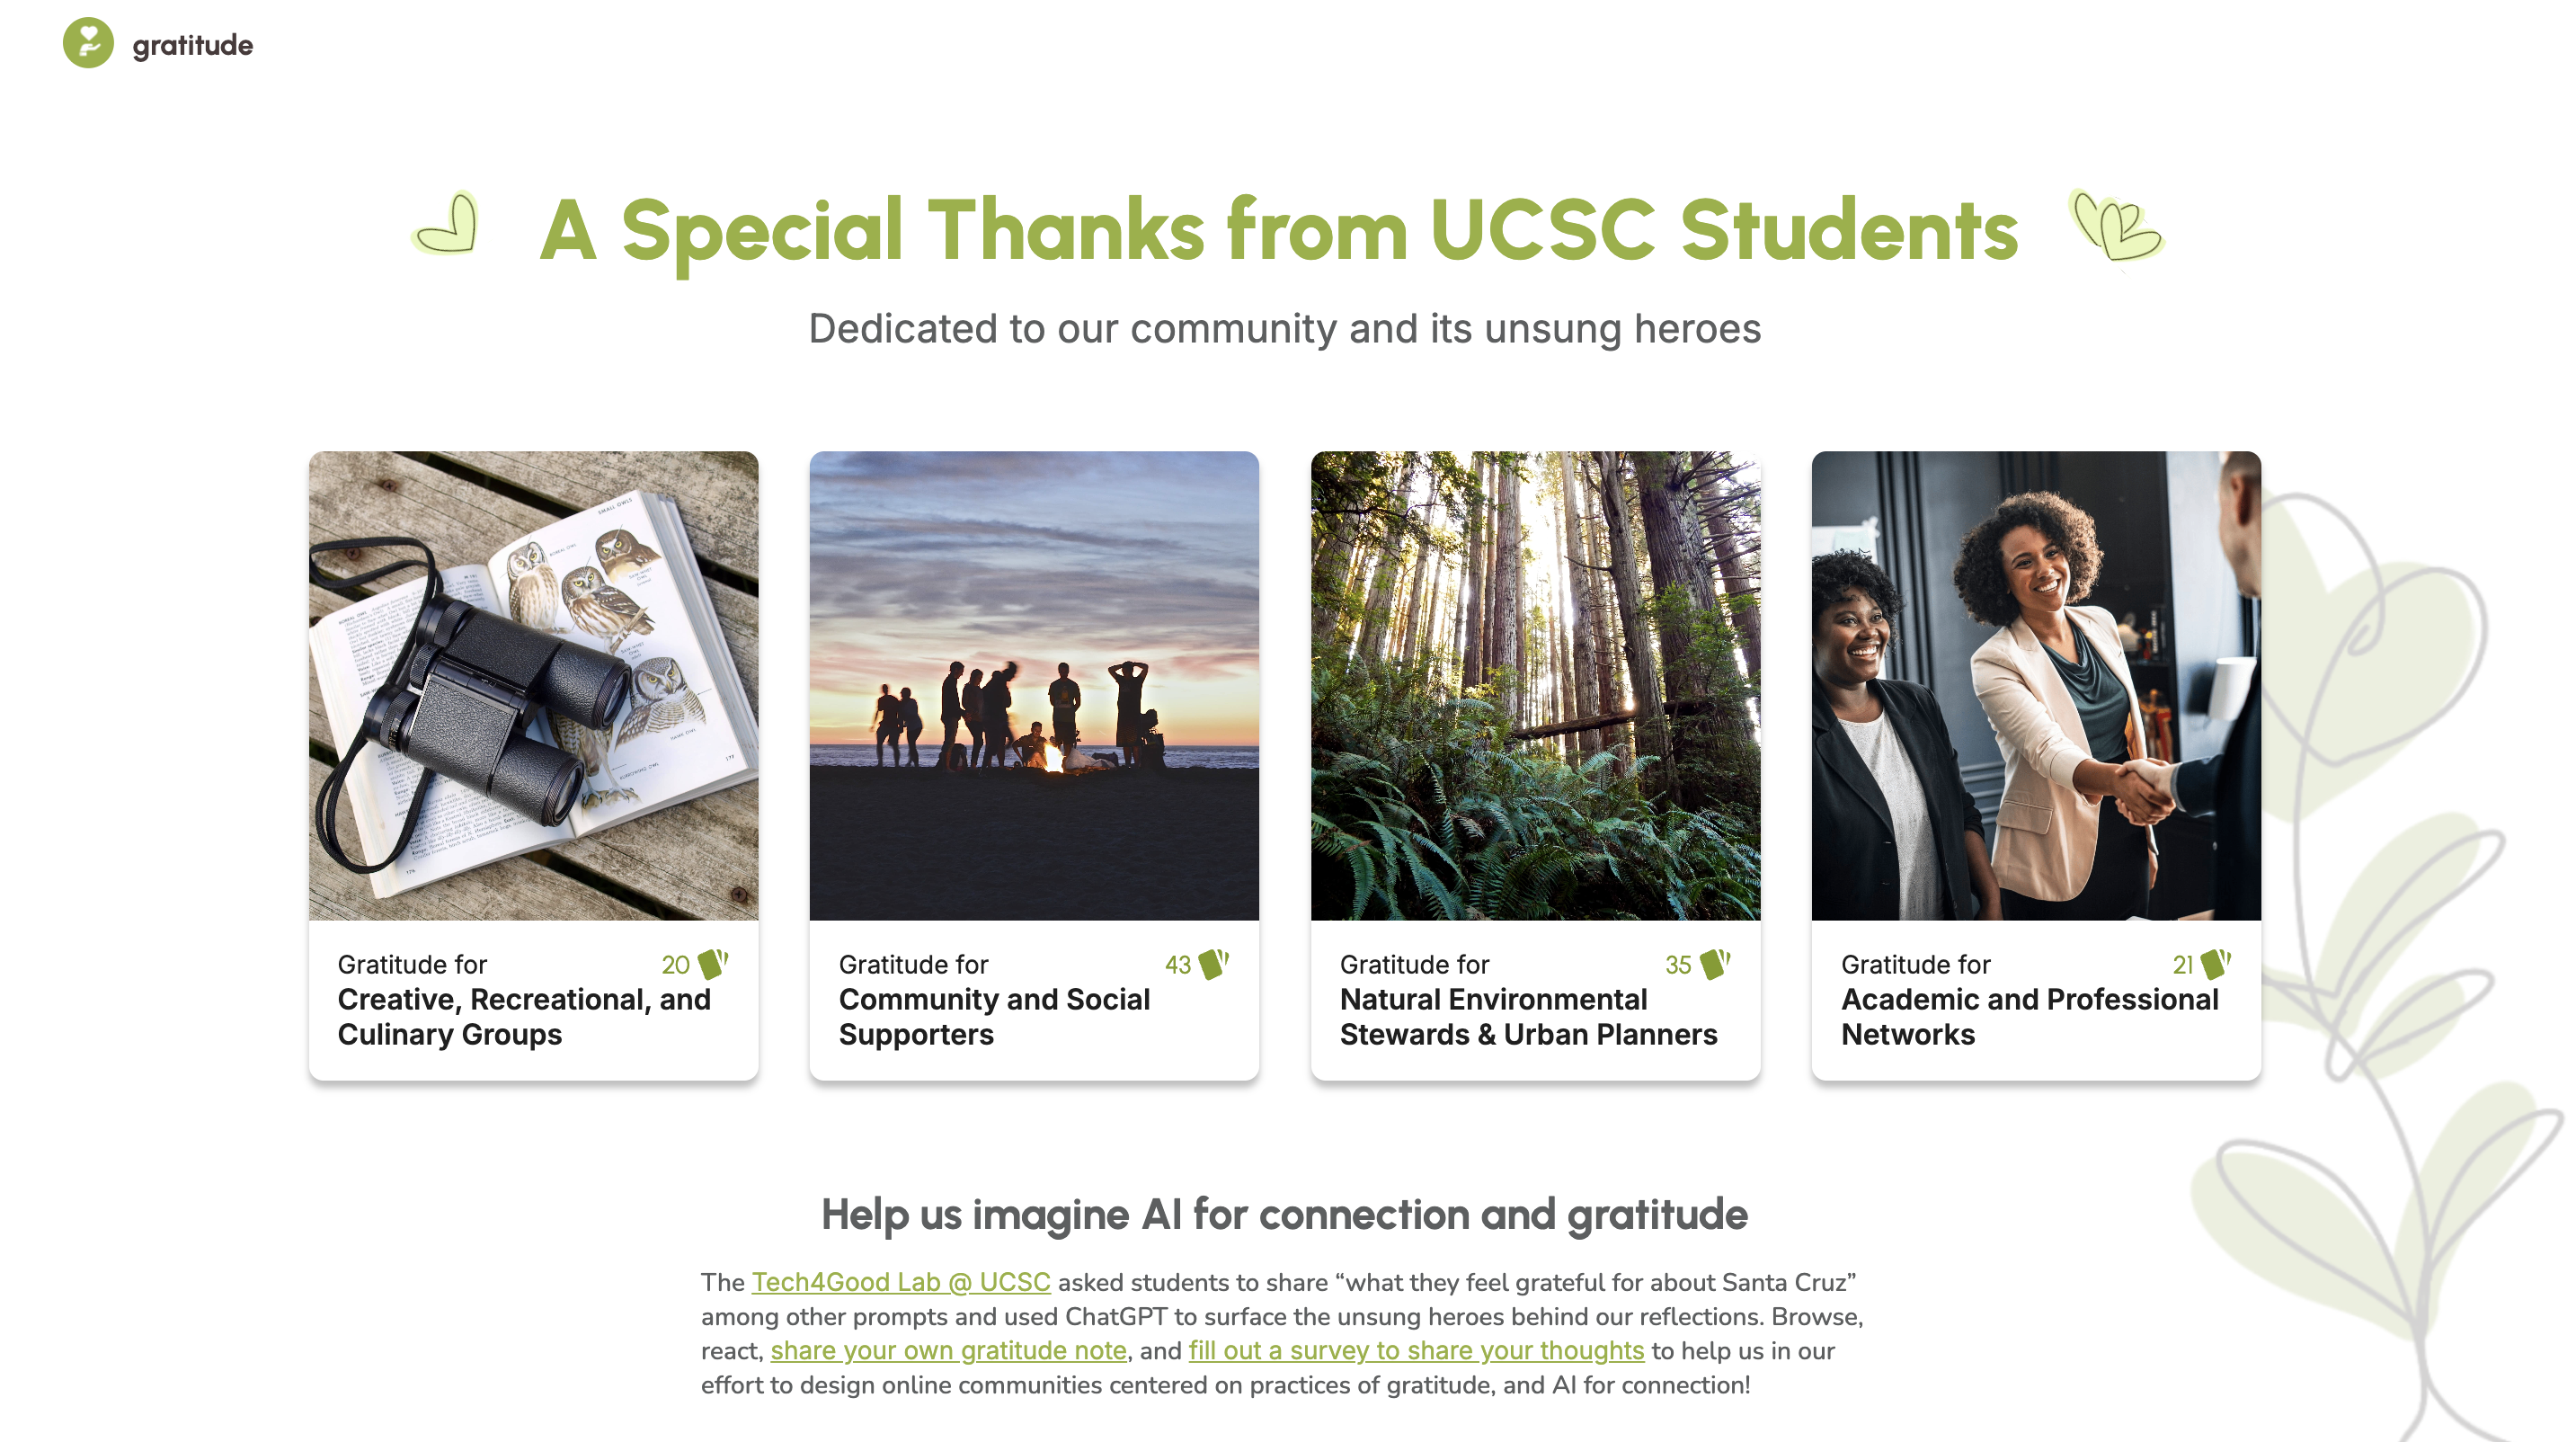 gratitude
A Special Thanks from UCSC Students
Dedicated to our community and its unsung heroes
SMALL OWLS
177
176
Gratitude for
20
Creative, Recreational, and
Culinary Groups
Gratitude for
43
Community and Social
Supporters
Gratitude for
35
Natural Environmental
Stewards & Urban Planners
Gratitude for
21
Academic and Professional
Networks
Help us imagine AI for connection and gratitude
The Tech4Good Lab @ UCSC asked students to share “what they feel grateful for about Santa Cruz”
among other prompts and used ChatGPT to surface the unsung heroes behind our reflections. Browse,
react, share your own gratitude note, and fill out a survey to share your thoughts to help us in our
effort to design online communities centered on practices of gratitude, and AI for connection!